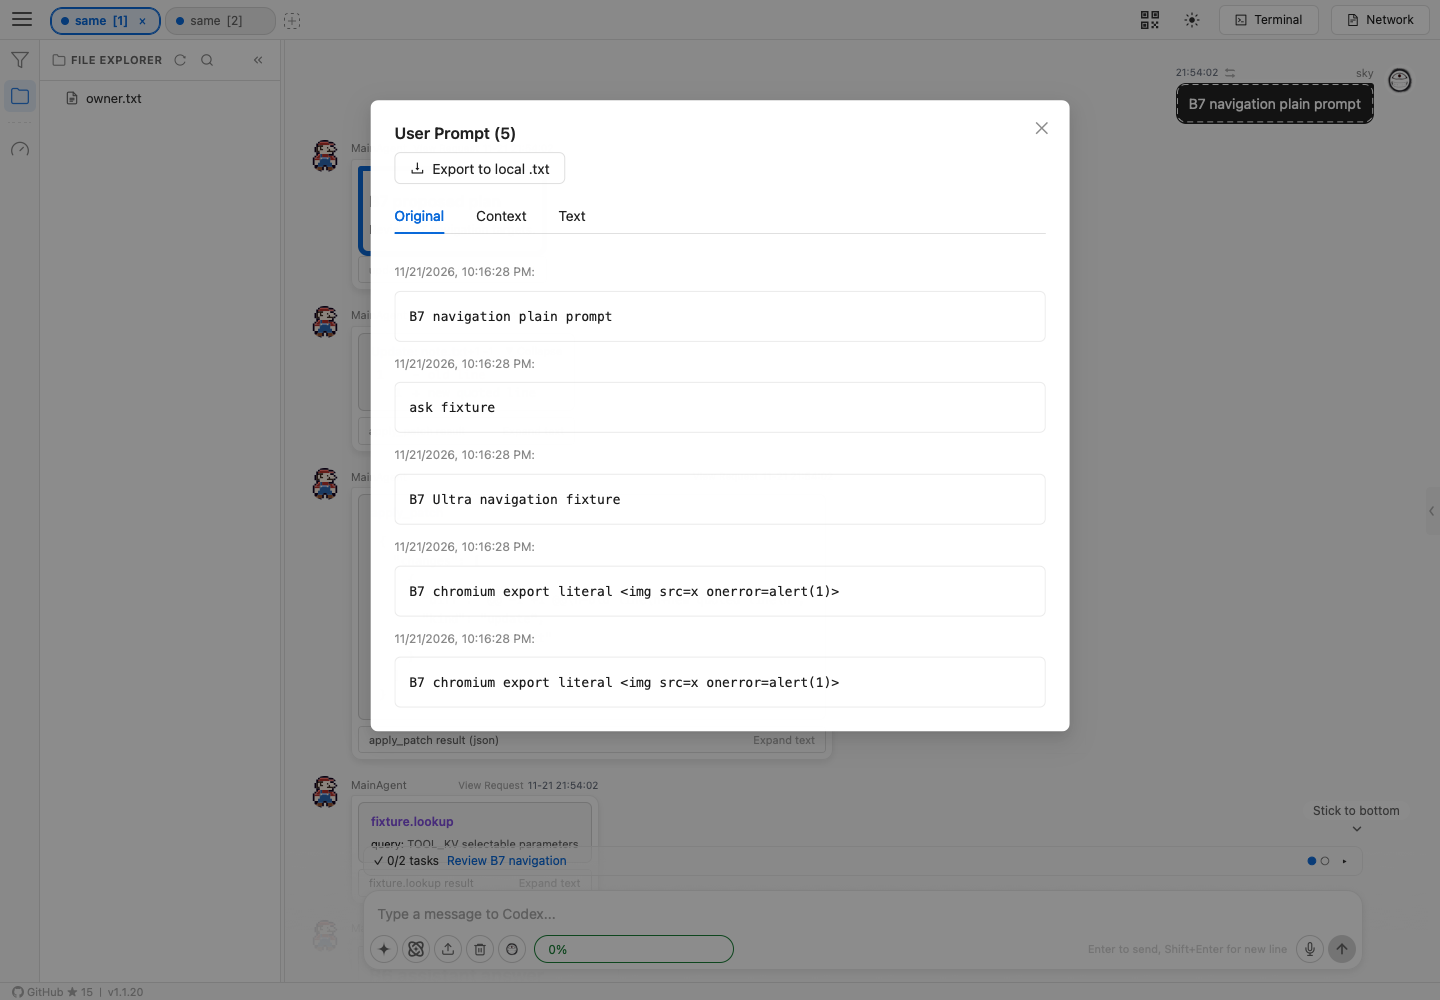 same [1] ×
same [2]
Terminal
Network
FILE EXPLORER
owner.txt
21:54:02
sky
B7 navigation plain prompt
User Prompt (5)
Export to local .txt
Original
Context
Text
11/21/2026, 10:16:28 PM:
B7 navigation plain prompt
11/21/2026, 10:16:28 PM:
ask fixture
11/21/2026, 10:16:28 PM:
B7 Ultra navigation fixture
11/21/2026, 10:16:28 PM:
B7 chromium export literal <img src=x onerror=alert(1)>
11/21/2026, 10:16:28 PM:
B7 chromium export literal <img src=x onerror=alert(1)>
apply_patch result (json)
Expand text
MainAgent
View Request 11-21 21:54:02
fixture.lookup
query: TOOL_KV selectable parameters
Stick to bottom
✓ 0/2 tasks Review B7 navigation
fixture.lookup result
Expand text
Type a message to Codex...
0%
Enter to send, Shift+Enter for new line
GitHub ★ 15 | v1.1.20